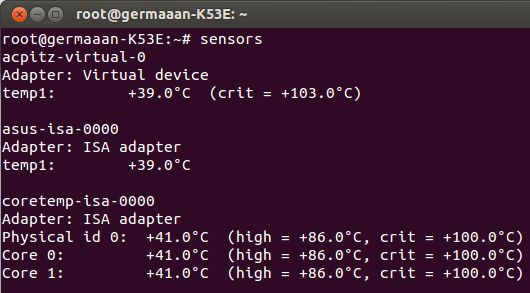 root@germaaan-K53E: ~
root@germaaan-K53E:~# sensors
acpitz-virtual-0
Adapter: Virtual device
temp1:        +39.0°C  (crit = +103.0°C)
asus-isa-0000
Adapter: ISA adapter
temp1:        +39.0°C
coretemp-isa-0000
Adapter: ISA adapter
Physical id 0:  +41.0°C  (high = +86.0°C, crit = +100.0°C)
Core 0:         +41.0°C  (high = +86.0°C, crit = +100.0°C)
Core 1:         +41.0°C  (high = +86.0°C, crit = +100.0°C)